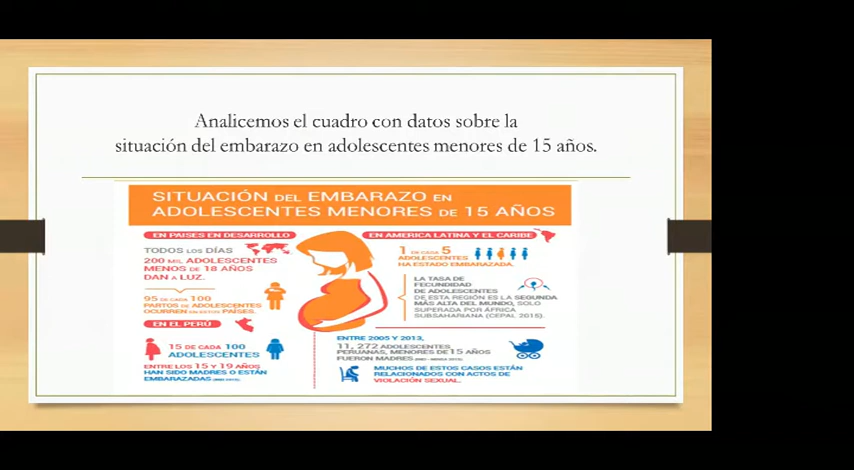 Analicemos el cuadro con datos sobre la
situación del embarazo en adolescentes menores de 15 años.
SITUACIÓN DEL EMBARAZO EN
ADOLESCENTES MENORES DE 15 AÑOS
EN PAISES EN DESARROLLO
TODOS LOS DÍAS
200 MIL ADOLESCENTES
MENOS DE 18 AÑOS
DAN A LUZ.
95 DE CADA 100
PARTOS DE ADOLESCENTES
OCURREN EN ESTOS PAÍSES.
EN EL PERÚ
15 DE CADA 100
ADOLESCENTES
ENTRE LOS 15 Y 19 AÑOS
HAN SIDO MADRES O ESTÁN
EMBARAZADAS
EN AMÉRICA LATINA Y EL CARIBE
1 DE CADA 5
ADOLESCENTES
HA ESTADO EMBARAZADA.
LA TASA DE
FECUNDIDAD
DE ADOLESCENTES
DE ESTA REGIÓN ES LA SEGUNDA
MÁS ALTA DEL MUNDO, SOLO
SUPERADA POR ÁFRICA
SUBSAHARIANA (CEPAL 2015).
ENTRE 2005 Y 2013,
11, 272 ADOLESCENTES
PERUANAS, MENORES DE 15 AÑOS
FUERON MADRES
MUCHOS DE ESTOS CASOS ESTÁN
RELACIONADOS CON ACTOS DE
VIOLACIÓN SEXUAL.